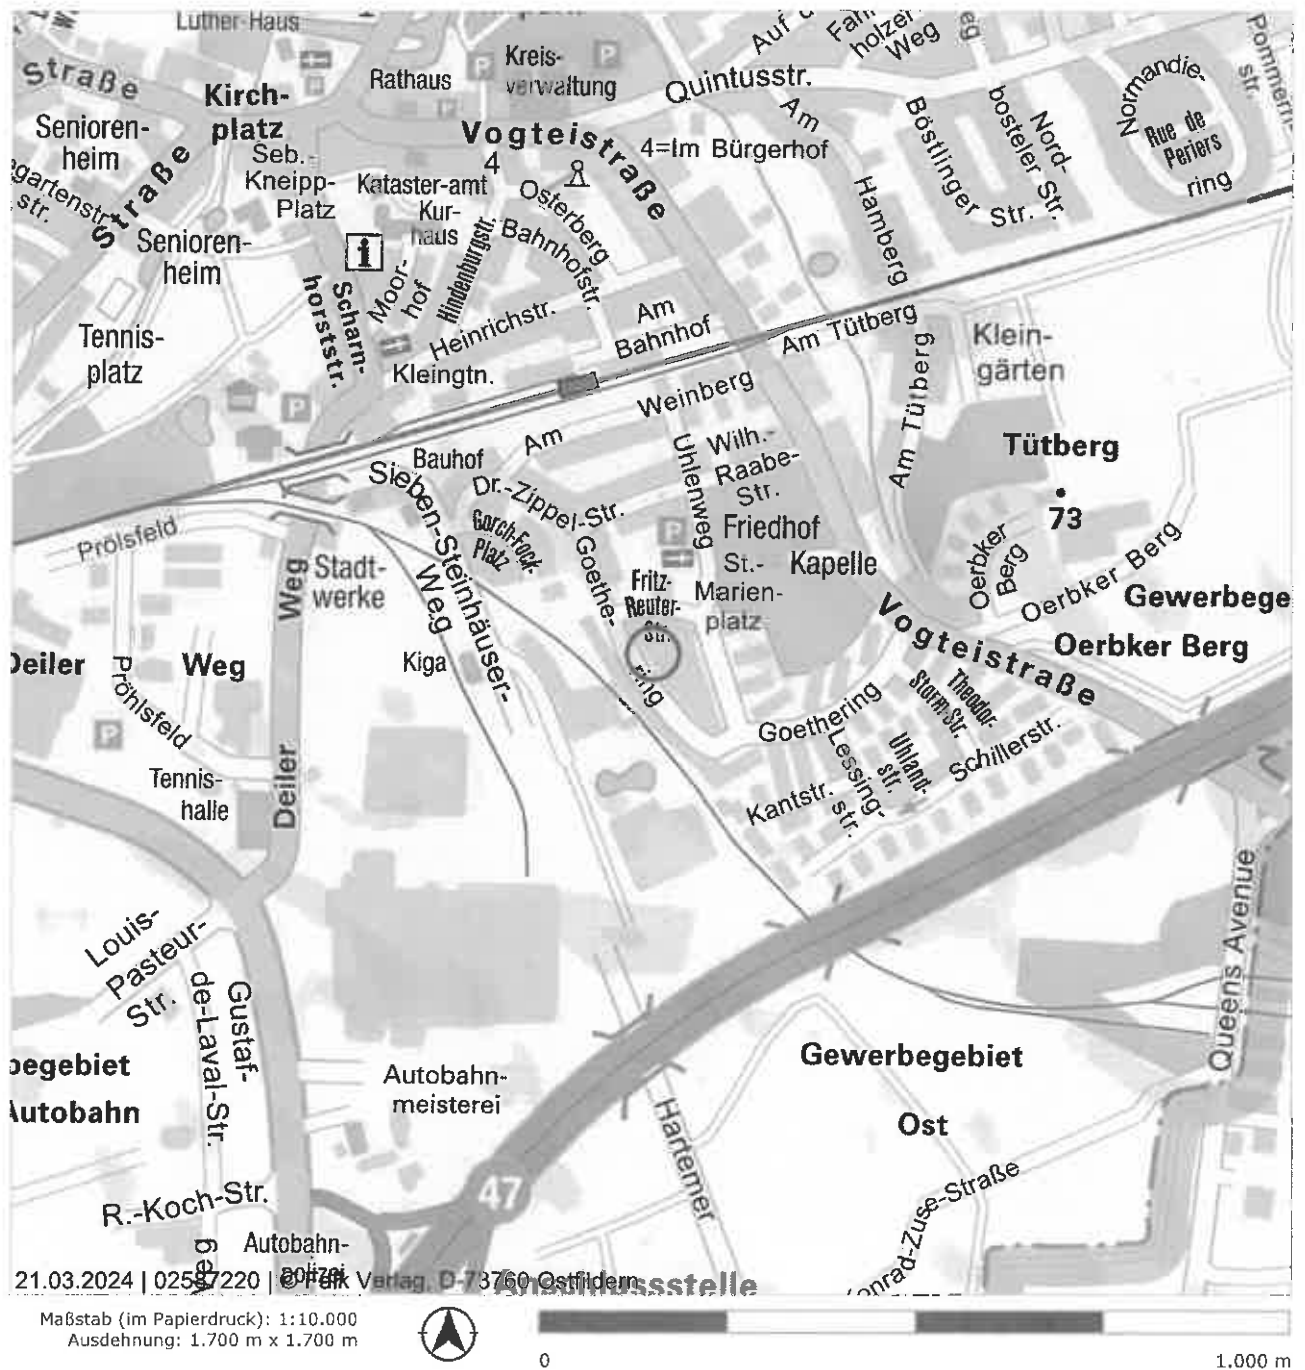 Luther-Haus
Straße
Kirch-
platz
Rathaus
P
Kreis-
verwaltung
P
P
Auf
holzer
Weg
Quintusstr.
Am
Hamberg
Böstlinger
Str.
Nord-
bosteler Str.
Normandie-
ring
Rue de
Periers
Senioren-
heim
Straße
str.
Senioren-
heim
Seb.-
Kneipp-
Platz
Kataster-amt
Kur-
haus
4
Vogteistraße
4=Im Bürgerhof
Osterberg
Bahnhofstr.
Hindenburgstr.
Moor-
hof
i
Scharn-
horststr.
Heinrichstr.
Kleingtn.
Am
Bahnhof
Am Tütberg
Am Tütberg
Klein-
gärten
Tennis-
platz
P
Am
Weinberg
Bauhof
Sieben-Steinhäuser-
Weg
Dr.-Zippel-Str.
Gorch-Fock-
Platz
Uhlenweg
Wilh.-
Raabe-
Str.
P
Friedhof
Kapelle
St.-
Marien-
platz
Goethe-
ring
Fritz-
Reuter-
Str.
Tütberg
73
Oerbker
Berg
Oerbker Berg
Gewerbege
Oerbker Berg
Vogteistraße
Prölsfeld
Stadt-
werke
Deiler
Weg
Weg
Deiler
Pröhlsfeld
P
Kiga
Tennis-
halle
Goethering
Lessing-
str.
Uhland-
str.
Theodor-
Storm-Str.
Schillerstr.
Kantstr.
Queens Avenue
Louis-
Pasteur-
Str.
Gustaf-
de-Laval-Str.
begebiet
Autobahn
Autobahn-
meisterei
Hartemer
Gewerbegebiet
Ost
47
R.-Koch-Str.
Autobahn-
polizei
onrad-Zuse-Straße
Anschlussstelle
© Falk Verlag, D-73760 Ostfildern
Maßstab (im Papierdruck): 1:10.000
Ausdehnung: 1.700 m x 1.700 m
0
1.000 m